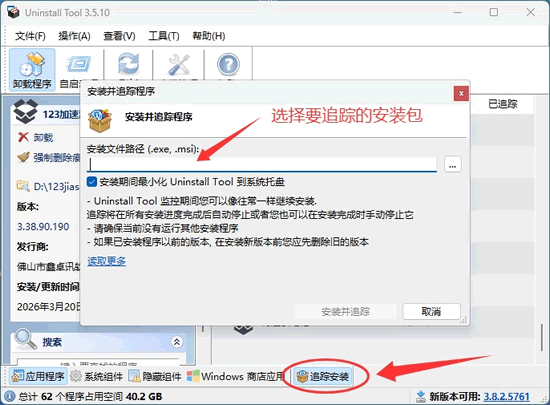 Uninstall Tool 3.5.10
文件(F) 操作(A) 查看(V) 工具(T) 帮助(H)
卸载程序
自启
安装并追踪程序
已追踪
安装并追踪程序
选择要追踪的安装包
123加速
卸载
强制删除
D:\123jias
版本:
3.38.90.190
发行商:
佛山市鑫卓讯
安装/更新时间
2026年3月20日
安装文件路径 (.exe, .msi):
...
安装期间最小化 Uninstall Tool 到系统托盘
- Uninstall Tool 监控期间您可以像往常一样继续安装.
追踪将在所有安装进度完成后自动停止或者您也可以在安装完成时手动停止它
- 请确保当前没有运行其他安装程序
- 如果已安装程序以前的版本, 在安装新版本前您应先删除旧的版本
读取更多
安装并追踪 取消
搜索
应用程序 系统组件 隐藏组件 Windows 商店应用 追踪安装
总计 62 个程序占用空间 40.2 GB
新版本可用: 3.8.2.5761